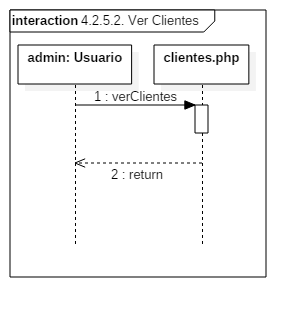 interaction 4.2.5.2. Ver Clientes
admin: Usuario
clientes.php
1 : verClientes
2 : return